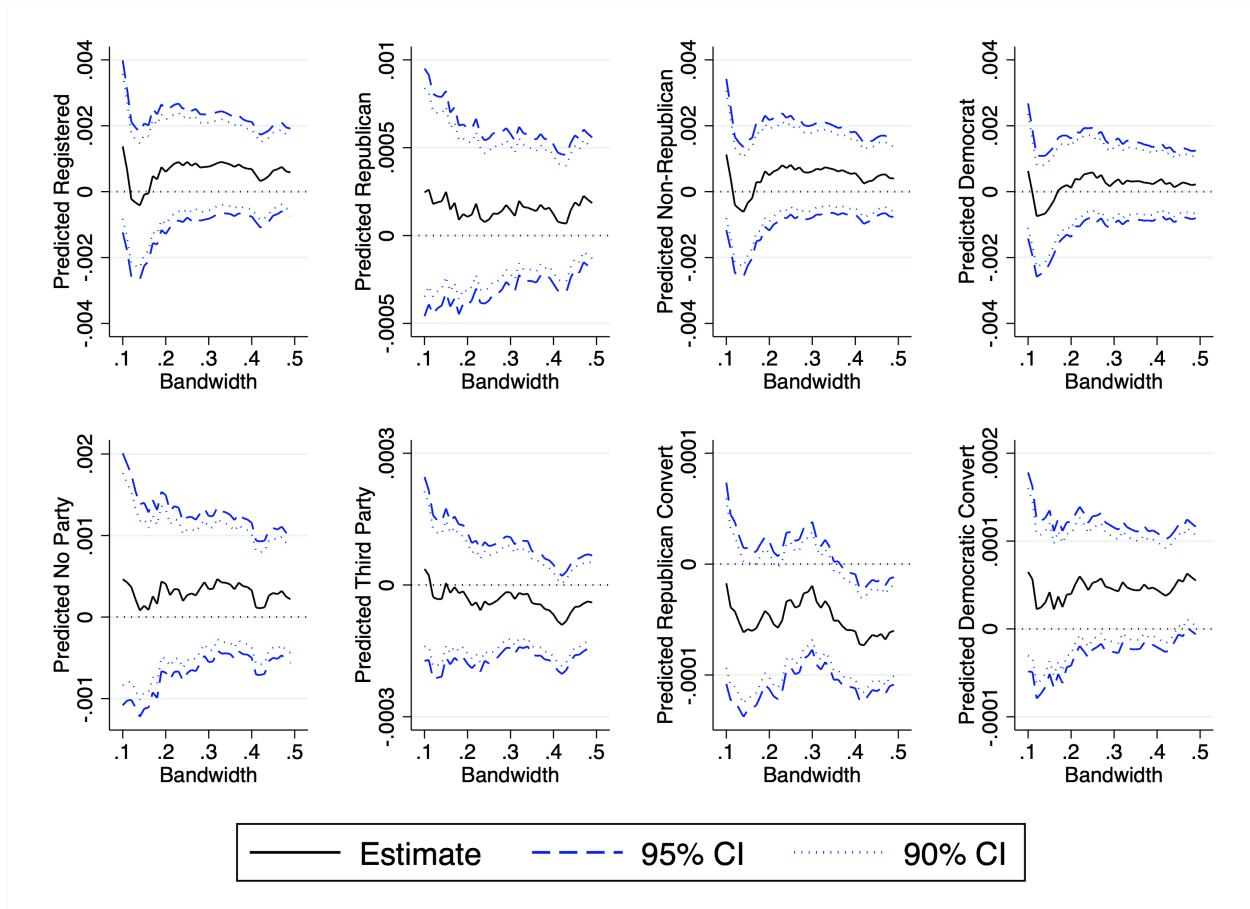 Predicted Registered
.004
.002
0
-.002
-.004
.1 .2 .3 .4 .5
Bandwidth
Predicted Republican
.001
.0005
0
-.0005
.1 .2 .3 .4 .5
Bandwidth
Predicted Non-Republican
.004
.002
0
-.002
-.004
.1 .2 .3 .4 .5
Bandwidth
Predicted Democrat
.004
.002
0
-.002
-.004
.1 .2 .3 .4 .5
Bandwidth
Predicted No Party
.002
.001
0
-.001
.1 .2 .3 .4 .5
Bandwidth
Predicted Third Party
.0003
0
-.0003
.1 .2 .3 .4 .5
Bandwidth
Predicted Republican Convert
.0001
0
-.0001
.1 .2 .3 .4 .5
Bandwidth
Predicted Democratic Convert
.0002
.0001
0
-.0001
.1 .2 .3 .4 .5
Bandwidth
Estimate 95% CI 90% CI